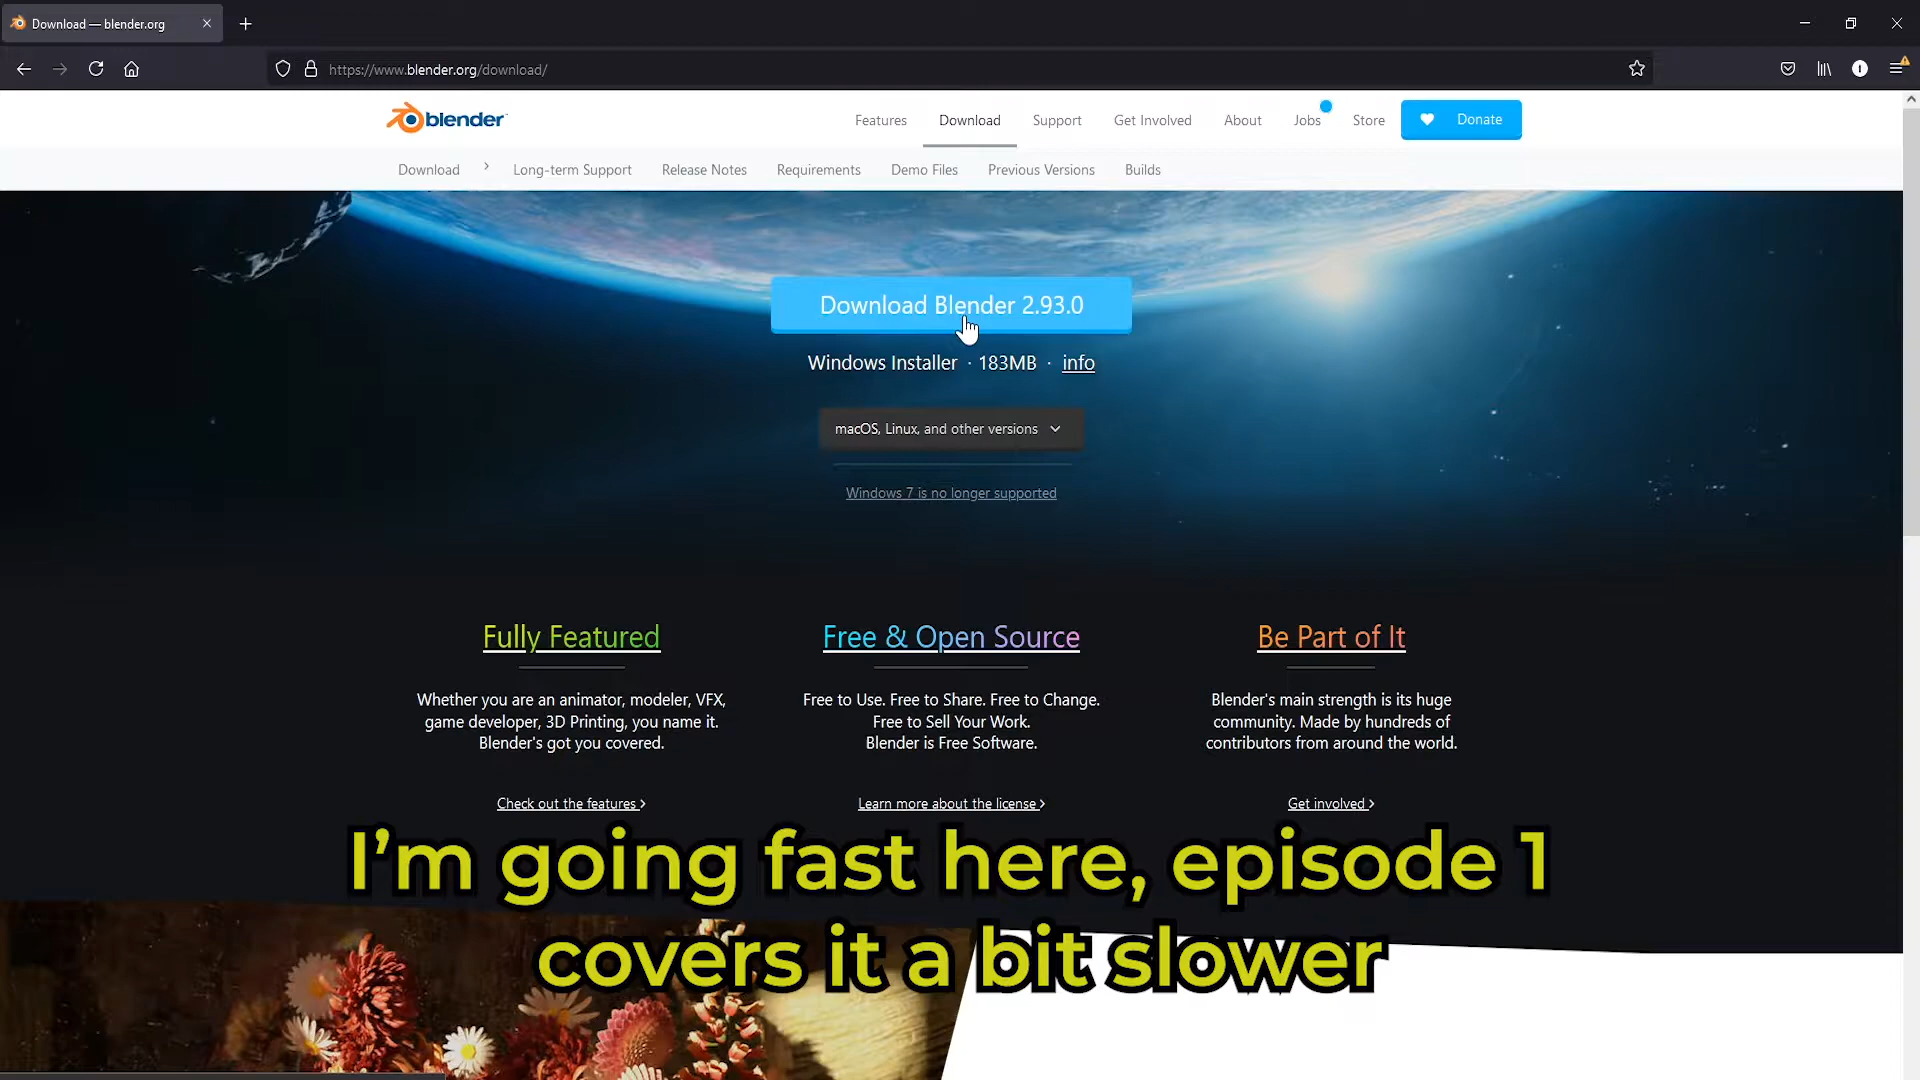 Download — blender.org
https://www.blender.org/download/
blender
Features
Download
Support
Get Involved
About
Jobs
Store
Donate
Download
Long-term Support
Release Notes
Requirements
Demo Files
Previous Versions
Builds
Download Blender 2.93.0
Windows Installer · 183MB · info
macOS, Linux, and other versions
Windows 7 is no longer supported
Fully Featured
Whether you are an animator, modeler, VFX,
game developer, 3D Printing, you name it.
Blender's got you covered.
Check out the features
Free & Open Source
Free to Use. Free to Share. Free to Change.
Free to Sell Your Work.
Blender is Free Software.
Learn more about the license
Be Part of It
Blender's main strength is its huge
community. Made by hundreds of
contributors from around the world.
Get involved
I'm going fast here, episode 1
covers it a bit slower